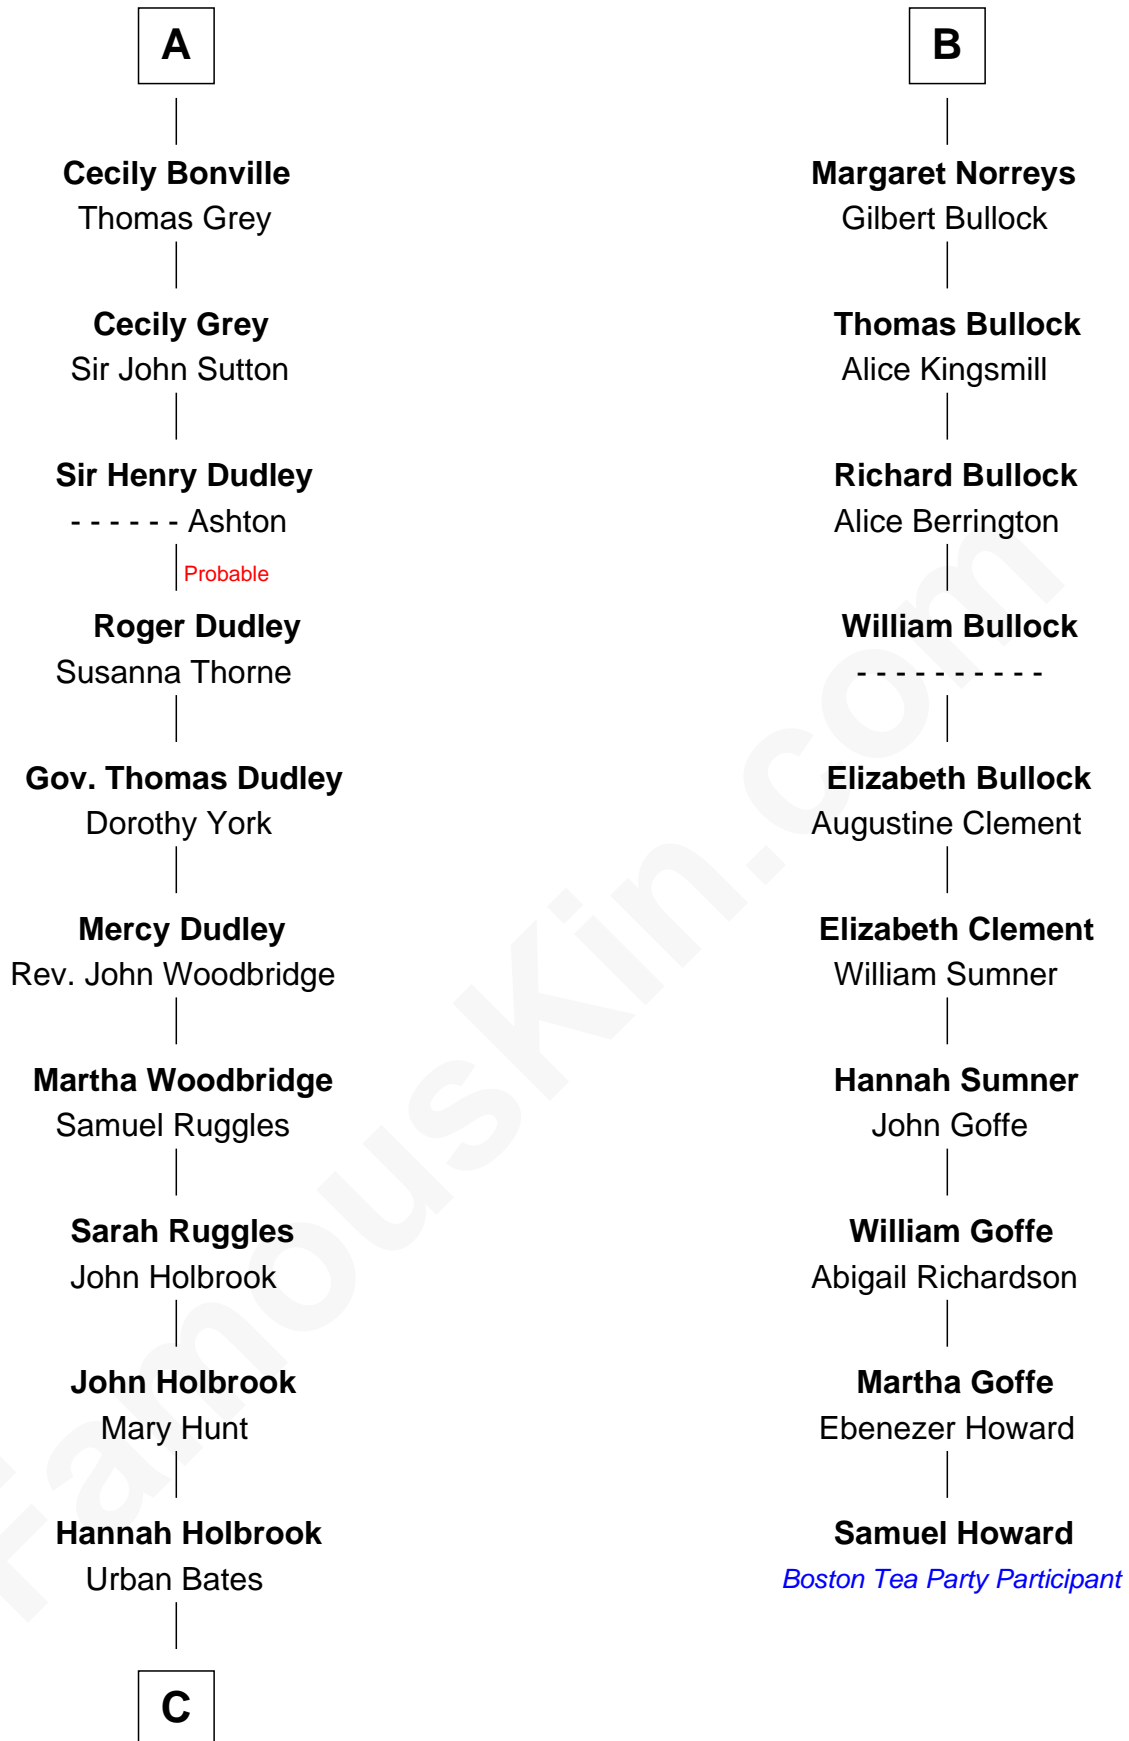 A
Cecily Bonville
Thomas Grey
Cecily Grey
Sir John Sutton
Sir Henry Dudley
- - - - - - Ashton
Probable
Roger Dudley
Susanna Thorne
Gov. Thomas Dudley
Dorothy York
Mercy Dudley
Rev. John Woodbridge
Martha Woodbridge
Samuel Ruggles
Sarah Ruggles
John Holbrook
John Holbrook
Mary Hunt
Hannah Holbrook
Urban Bates
C
B
Margaret Norreys
Gilbert Bullock
Thomas Bullock
Alice Kingsmill
Richard Bullock
Alice Berrington
William Bullock
- - - - - - - - - -
Elizabeth Bullock
Augustine Clement
Elizabeth Clement
William Sumner
Hannah Sumner
John Goffe
William Goffe
Abigail Richardson
Martha Goffe
Ebenezer Howard
Samuel Howard
Boston Tea Party Participant
FamousKin.com